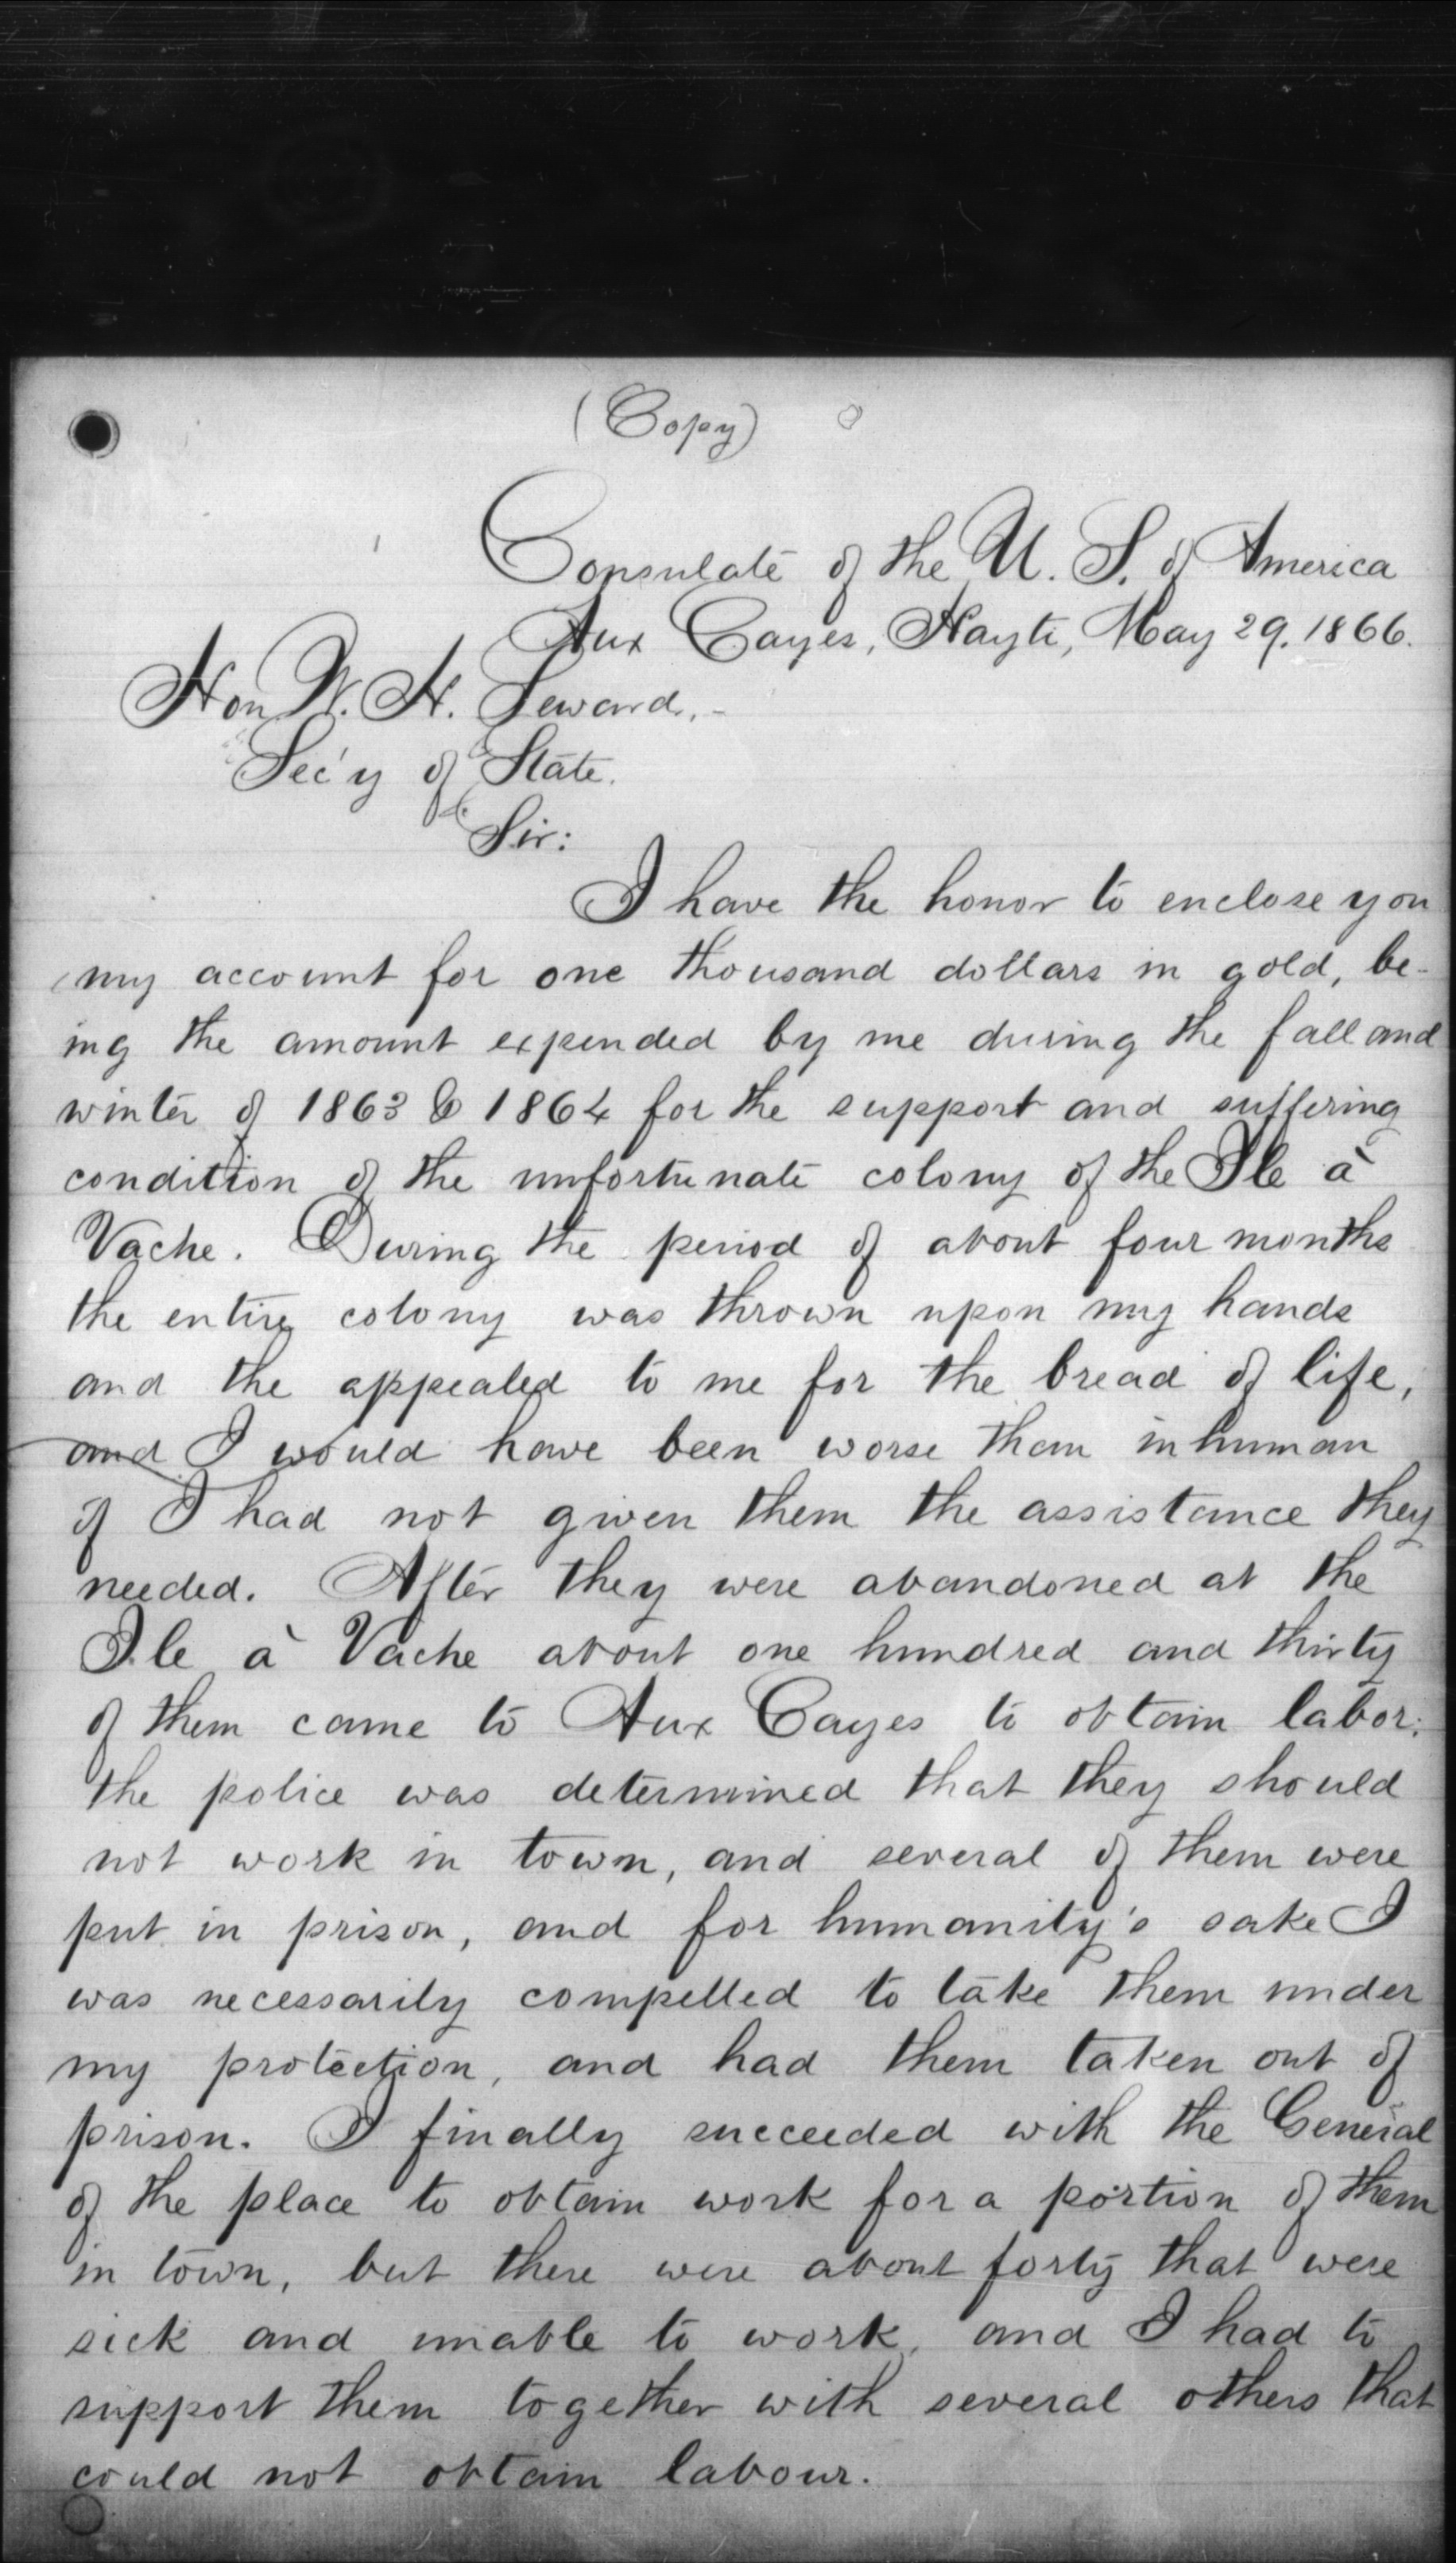 (Copy)
Consulate of the U. S. of America
Aux Cayes, Hayti, May 29. 1866.
Hon W. H. Seward,
Sec'y of State.
Sir:
I have the honor to enclose you
my account for one thousand dollars in gold, be-
ing the amount expended by me during the fall and
winter of 1863 & 1864 for the support and suffering
condition of the unfortunate colony of the Ile à
Vache. During the period of about four months
the entire colony was thrown upon my hands
and the appealed to me for the bread of life,
and I would have been worse than inhuman
if I had not given them the assistance they
needed. After they were abandoned at the
Ile à Vache about one hundred and thirty
of them came to Aux Cayes to obtain labor;
the police was determined that they should
not work in town, and several of them were
put in prison, and for humanity's sake I
was necessarily compelled to take them under
my protection, and had them taken out of
prison. I finally succeeded with the General
of the place to obtain work for a portion of them
in town, but there were about forty that were
sick and unable to work, and I had to
support them together with several others that
could not obtain labour.